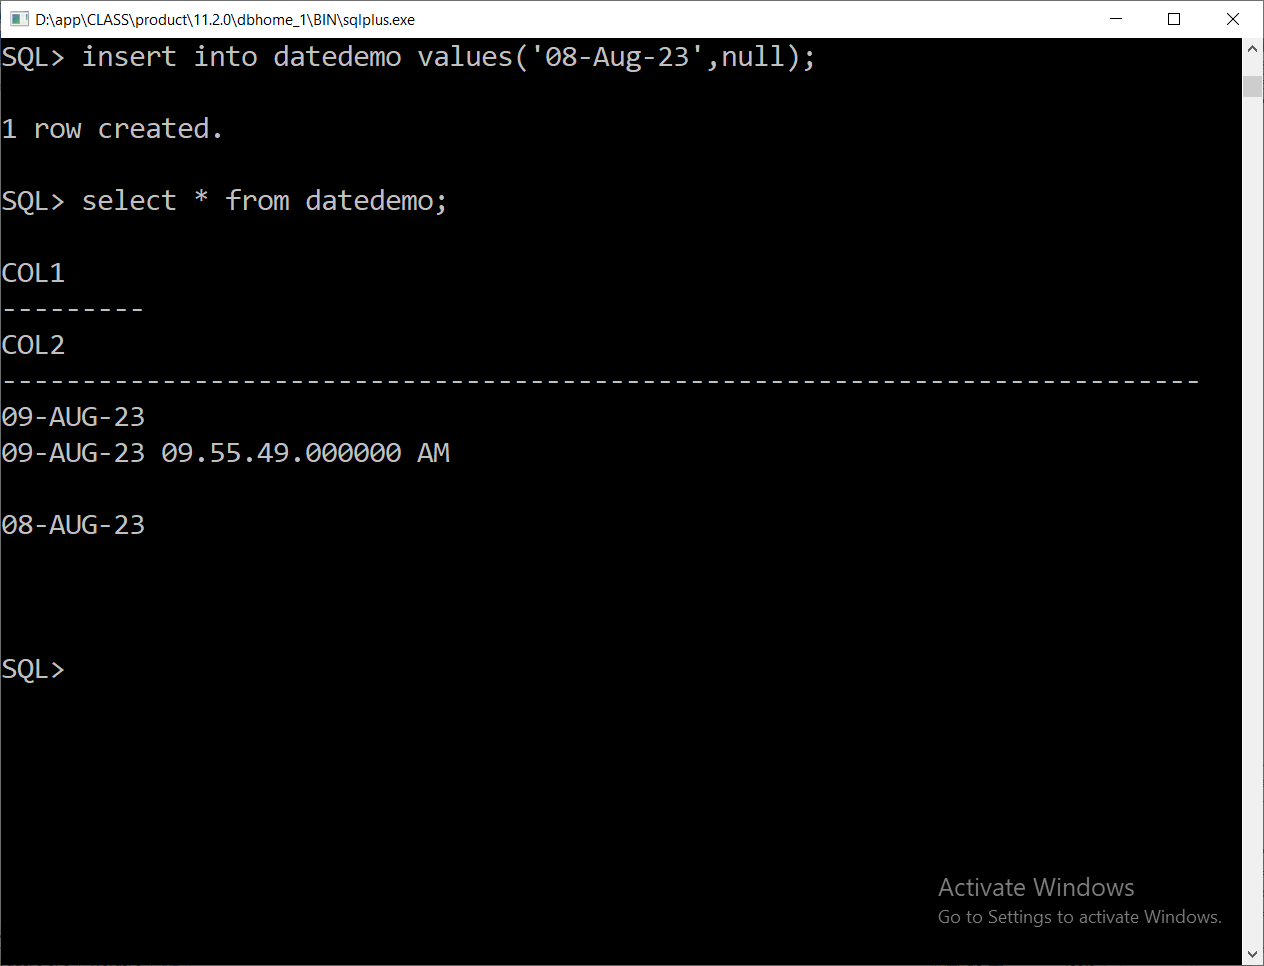 D:\app\CLASS\product\11.2.0\dbhome_1\BIN\sqlplus.exe
SQL> insert into datedemo values('08-Aug-23',null);
1 row created.
SQL> select * from datedemo;
COL1
---------
COL2
---------------------------------------------------------------------------
09-AUG-23
09-AUG-23 09.55.49.000000 AM
08-AUG-23
SQL>
Activate Windows
Go to Settings to activate Windows.